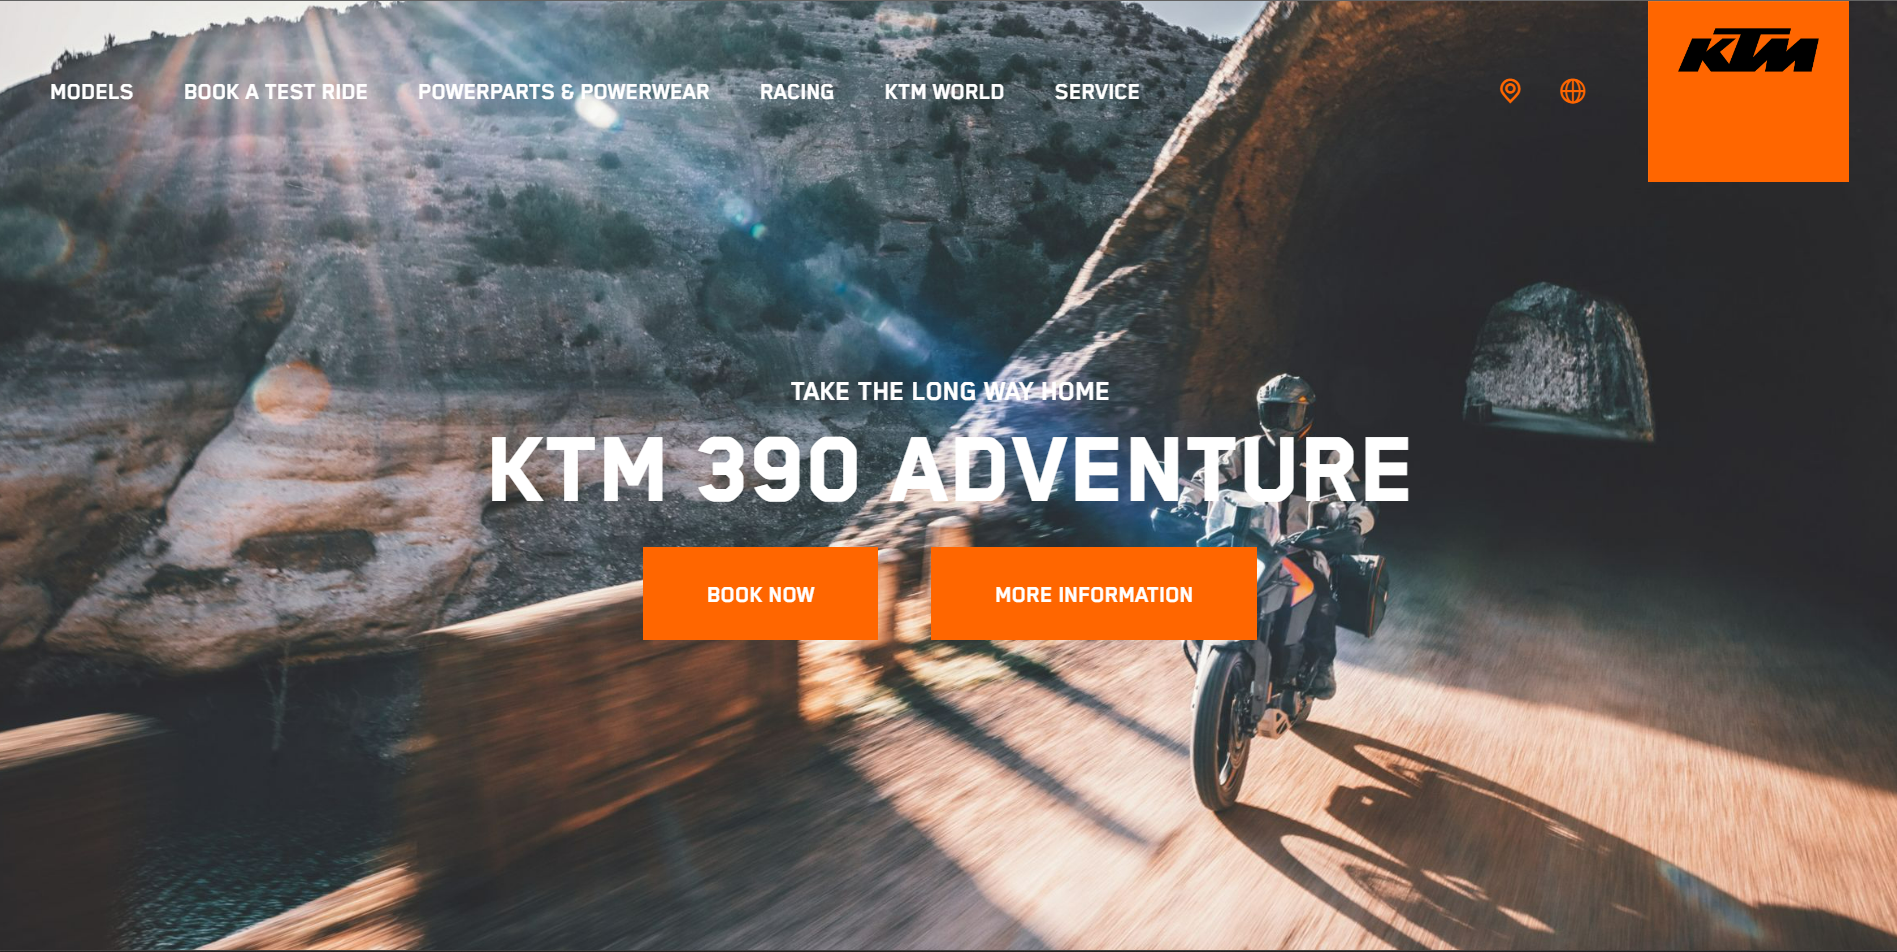 MODELS BOOK A TEST RIDE POWERPARTS & POWERWEAR RACING KTM WORLD SERVICE
KTM
TAKE THE LONG WAY HOME
KTM 390 ADVENTURE
BOOK NOW MORE INFORMATION